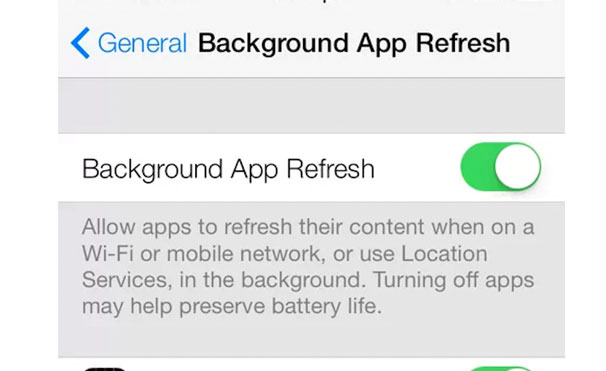 General Background App Refresh
Background App Refresh
Allow apps to refresh their content when on a
Wi-Fi or mobile network, or use Location
Services, in the background. Turning off apps
may help preserve battery life.